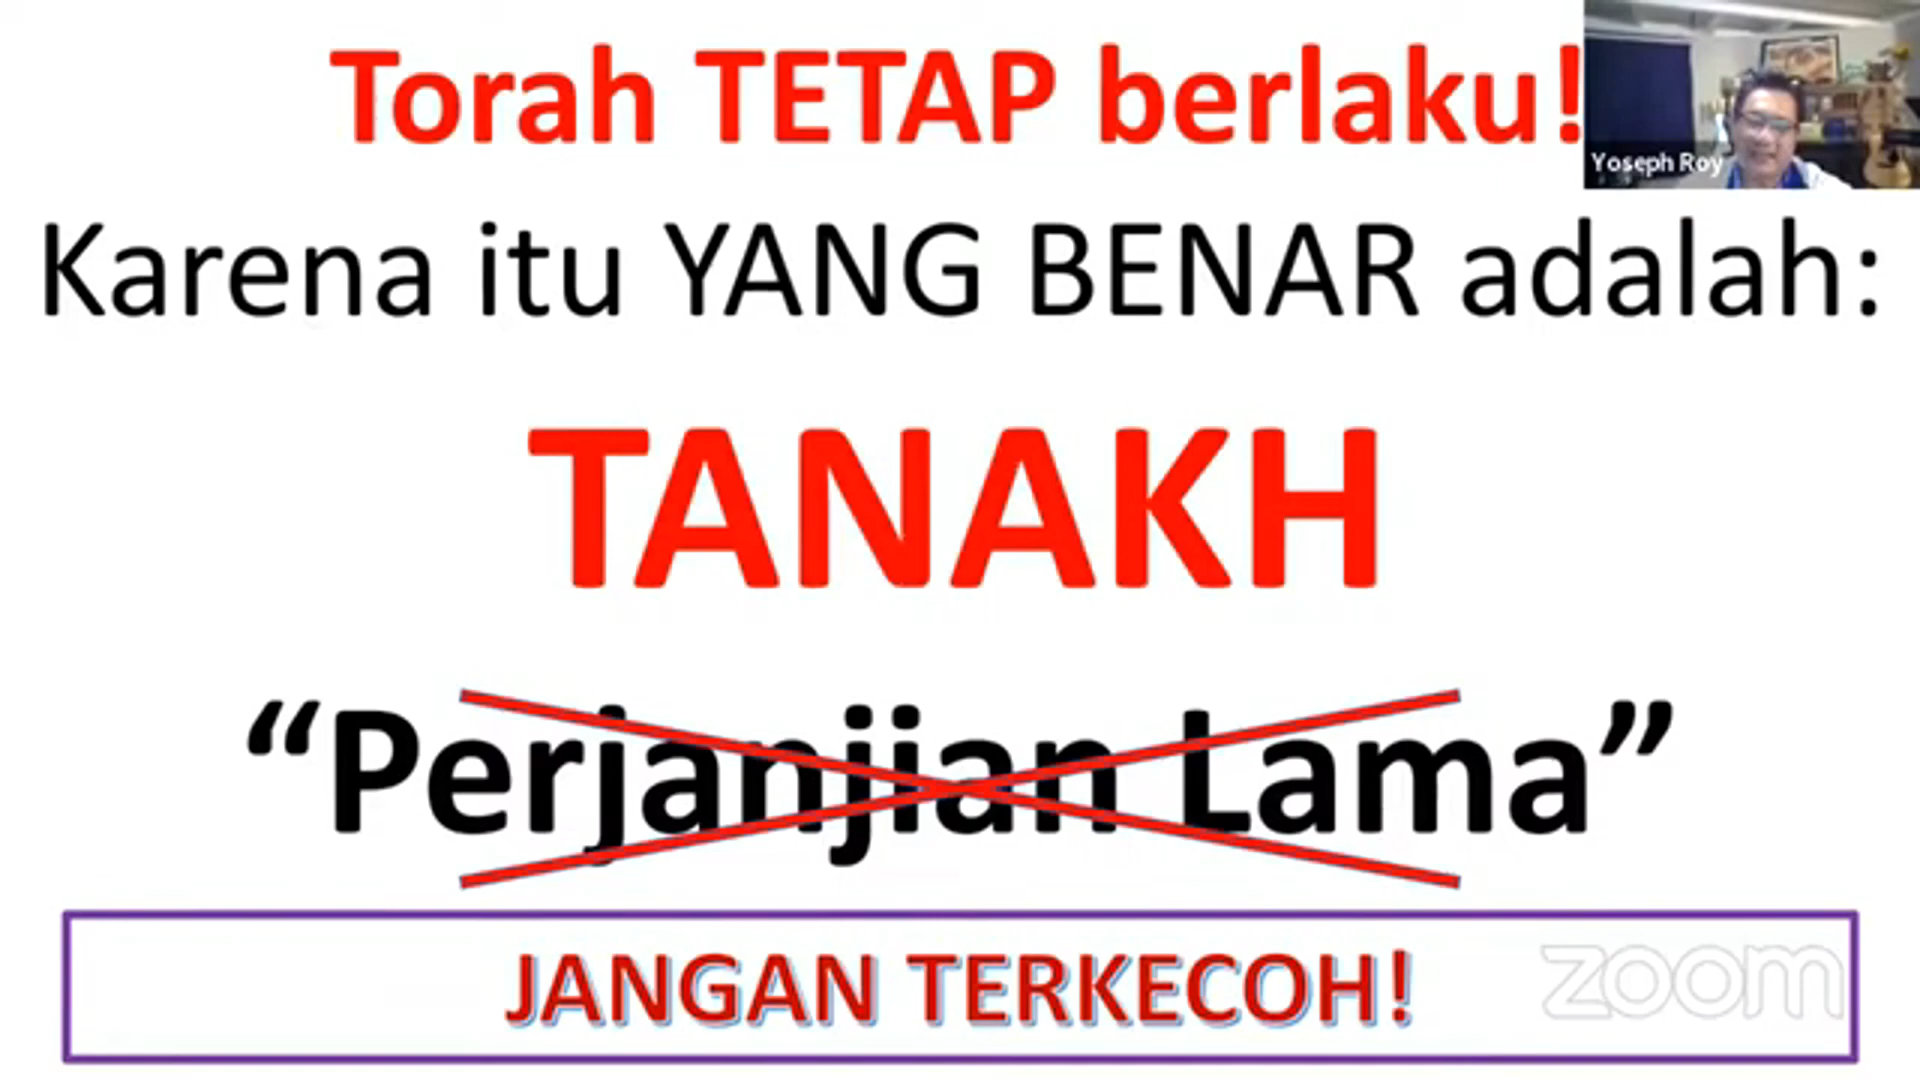 Torah TETAP berlaku!
Yoseph Roy
Karena itu YANG BENAR adalah:
TANAKH
“Perjanjian Lama”
JANGAN TERKECOH!
zoom